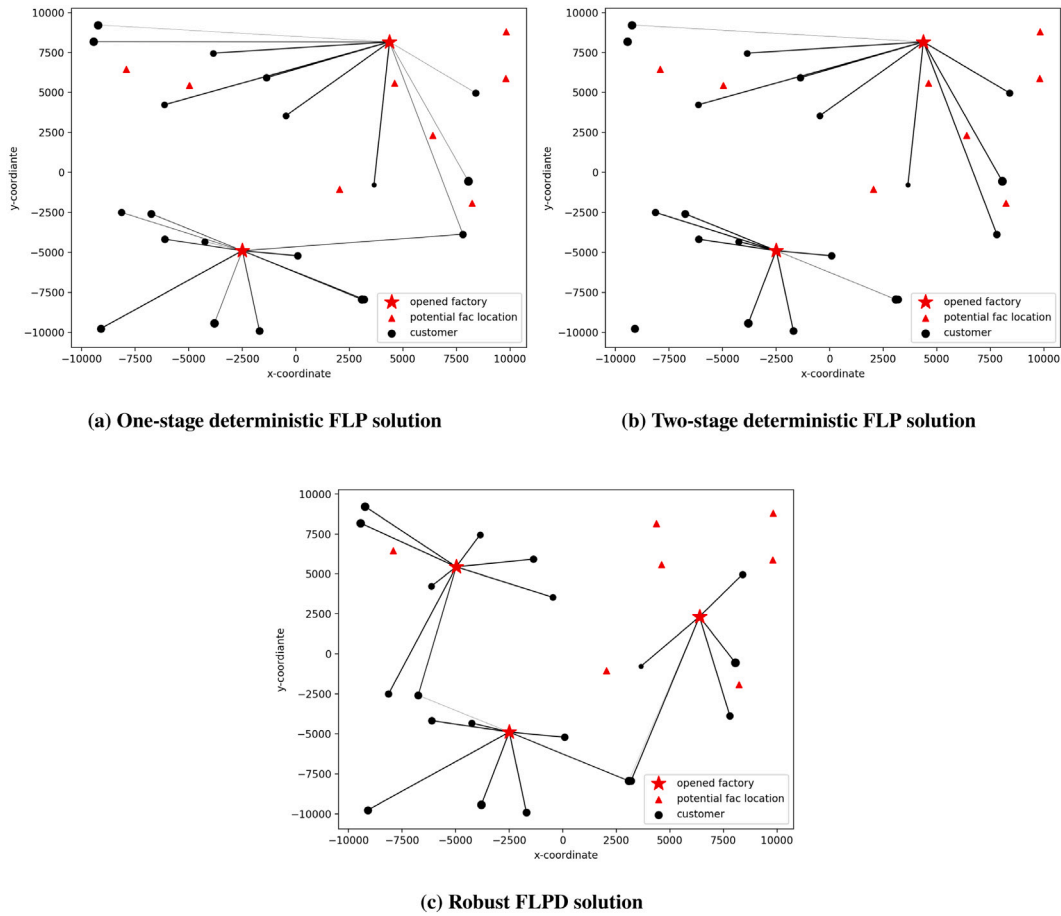 10000
7500
5000
2500
0
−2500
−5000
−7500
−10000
y-coordiante
−10000 −7500 −5000 −2500 0 2500 5000 7500 10000
x-coordinate
opened factory
potential fac location
customer
(a) One-stage deterministic FLP solution
10000
7500
5000
2500
0
−2500
−5000
−7500
−10000
y-coordiante
−10000 −7500 −5000 −2500 0 2500 5000 7500 10000
x-coordinate
opened factory
potential fac location
customer
(b) Two-stage deterministic FLP solution
10000
7500
5000
2500
0
−2500
−5000
−7500
−10000
y-coordiante
−10000 −7500 −5000 −2500 0 2500 5000 7500 10000
x-coordinate
opened factory
potential fac location
customer
(c) Robust FLPD solution